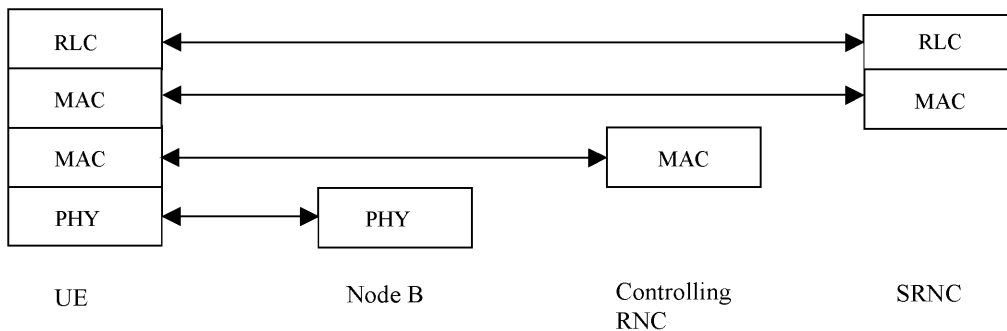 RLC
RLC
MAC
MAC
MAC
MAC
PHY
PHY
UE
Node B
Controlling
RNC
SRNC